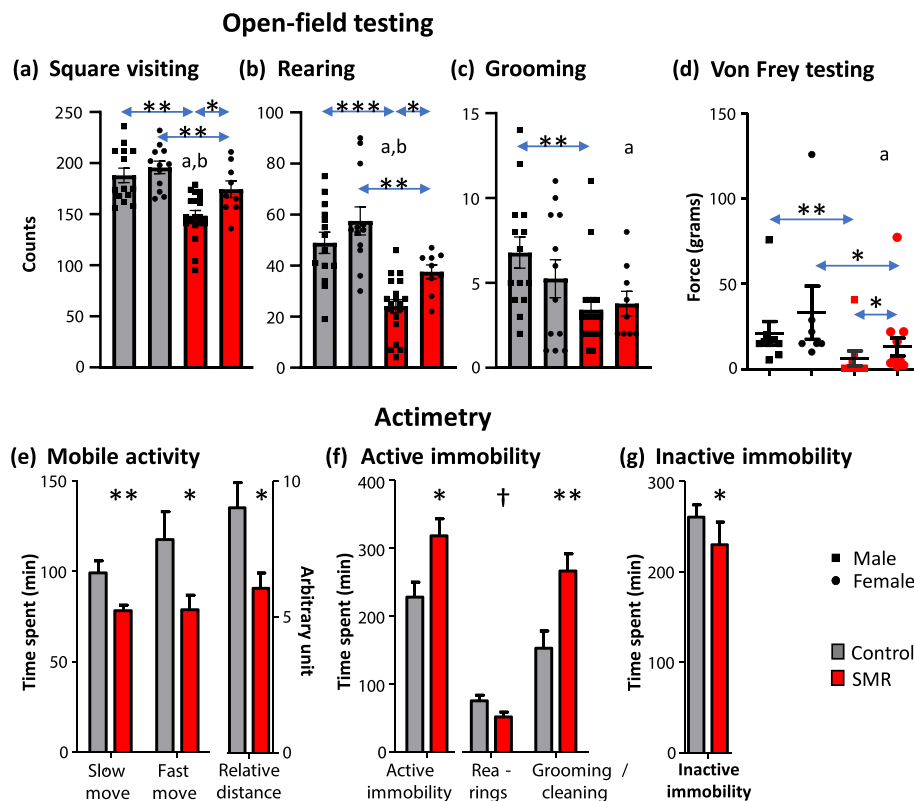 Open-field testing
(a) Square visiting
(b) Rearing
(c) Grooming
(d) Von Frey testing
Counts
250
200
150
100
50
0
** *
**
a,b
100
80
60
40
20
0
*** *
a,b
**
15
10
5
0
**
a
Force (grams)
150
100
50
0
a
**
*
*
Actimetry
(e) Mobile activity
(f) Active immobility
(g) Inactive immobility
Time spent (min)
150
100
50
0
** * *
10
5
0
Arbitrary unit
Slow move
Fast move
Relative distance
Time spent (min)
400
300
200
100
0
* † **
Active immobility
Rea - rings
Grooming / cleaning
Time spent (min)
300
200
100
0
*
Inactive immobility
Male
Female
Control
SMR